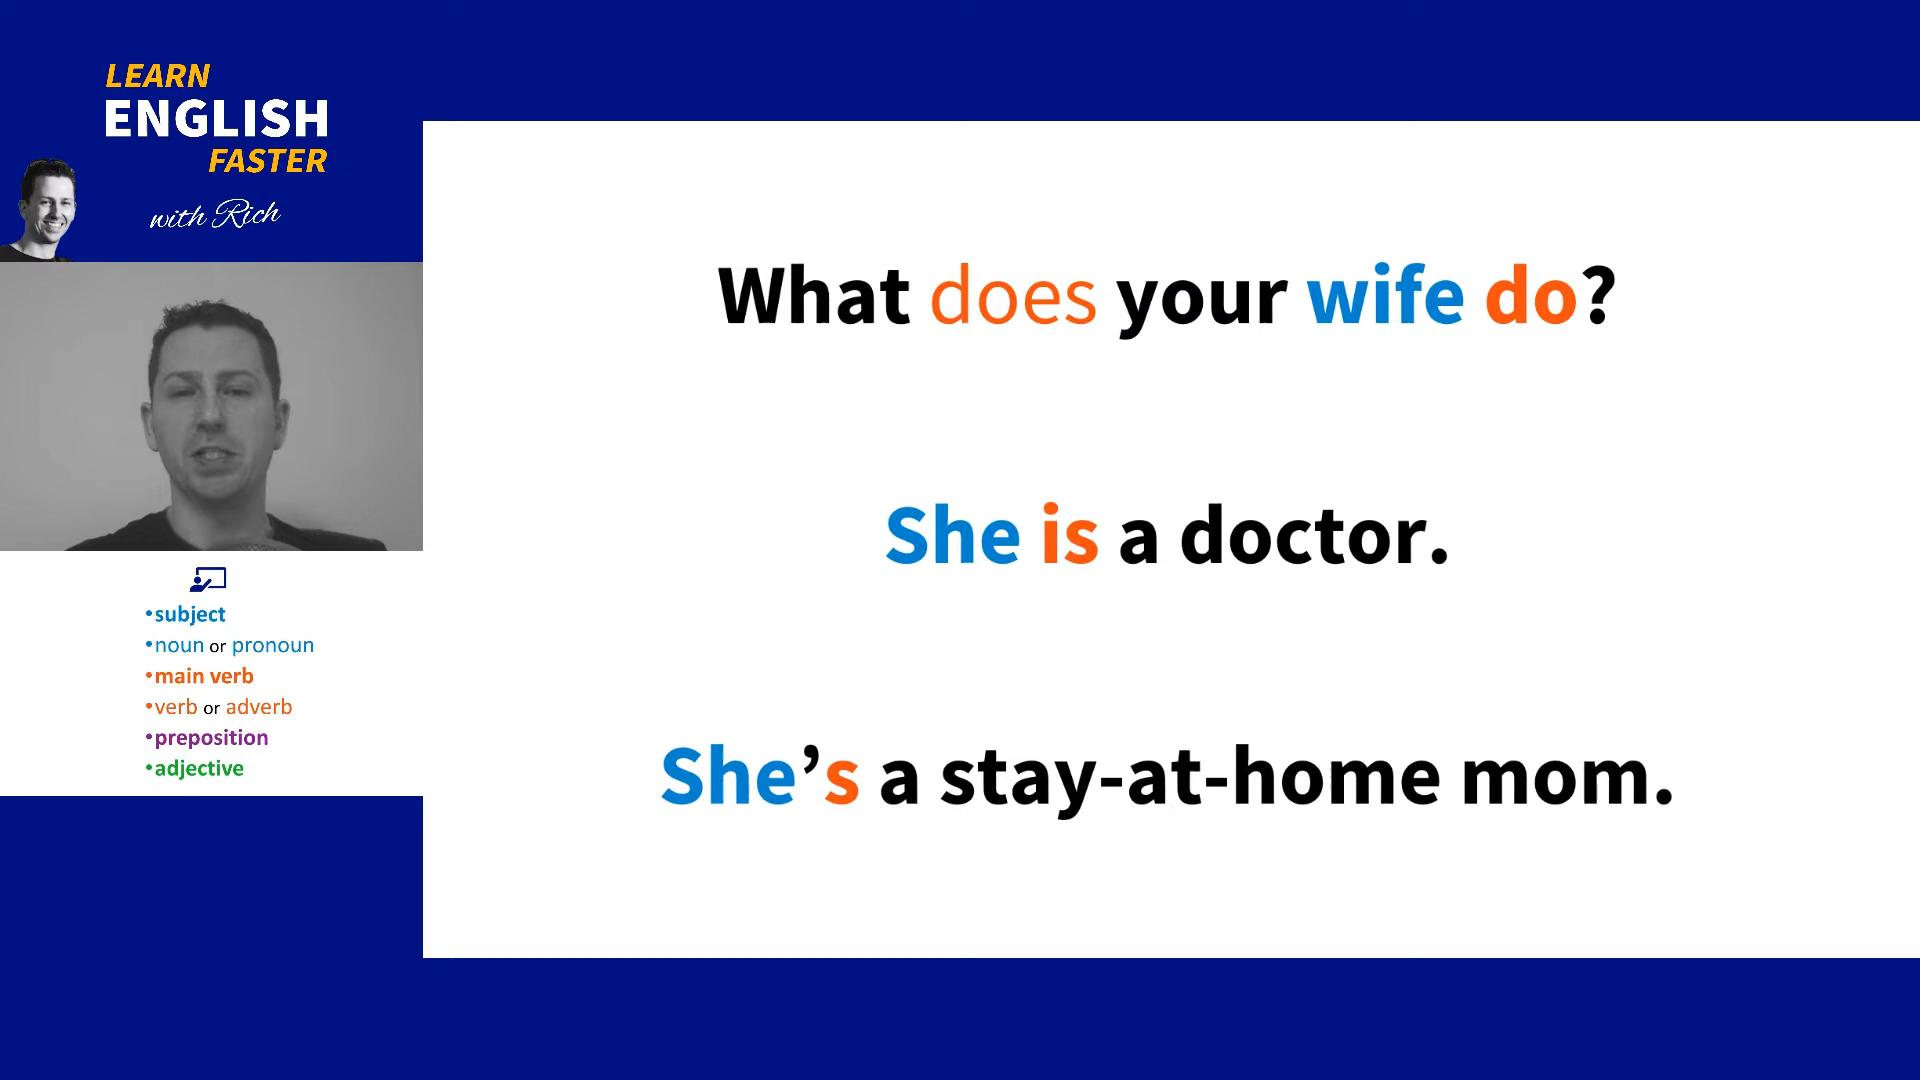 LEARN
ENGLISH
FASTER
with Rich
•subject
•noun or pronoun
•main verb
•verb or adverb
•preposition
•adjective
What does your wife do?
She is a doctor.
She’s a stay-at-home mom.